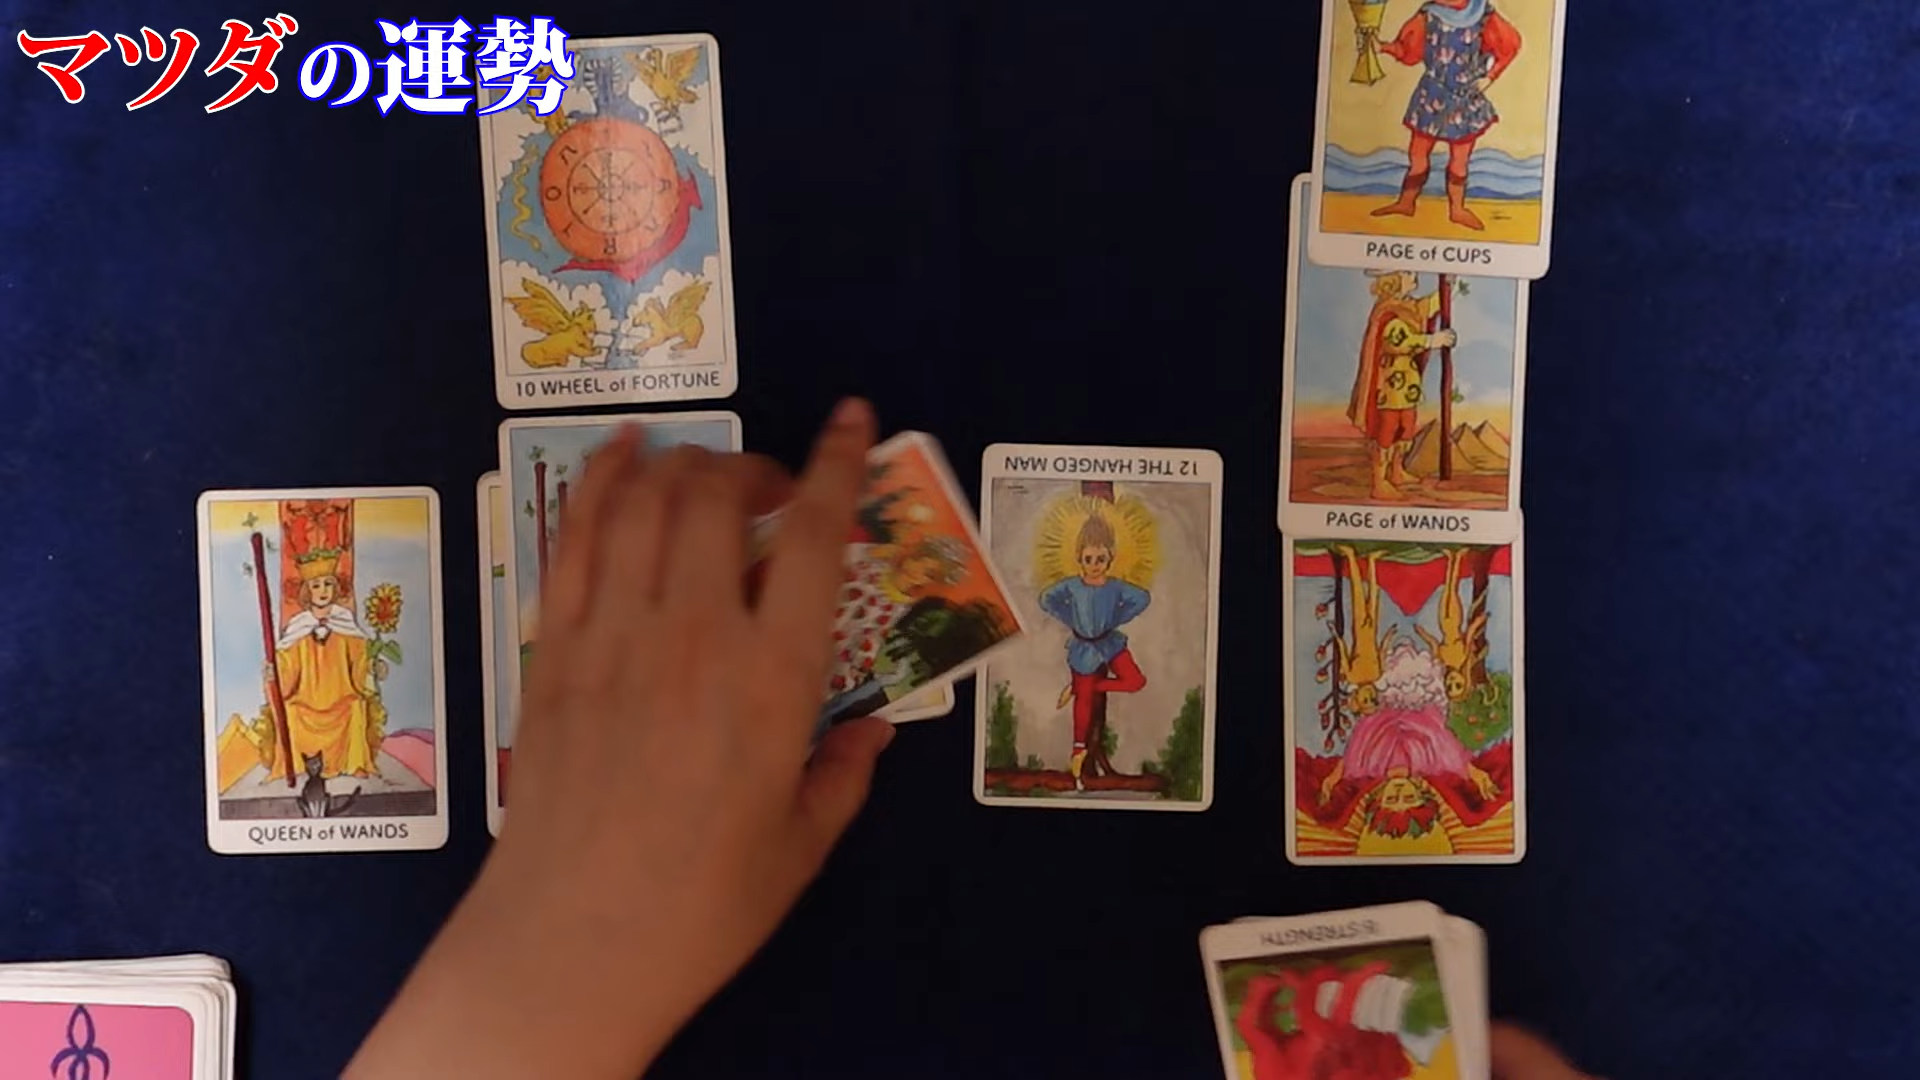 マツダの運勢
10 WHEEL of FORTUNE
PAGE of CUPS
12 THE HANGED MAN
PAGE of WANDS
QUEEN of WANDS
8 STRENGTH